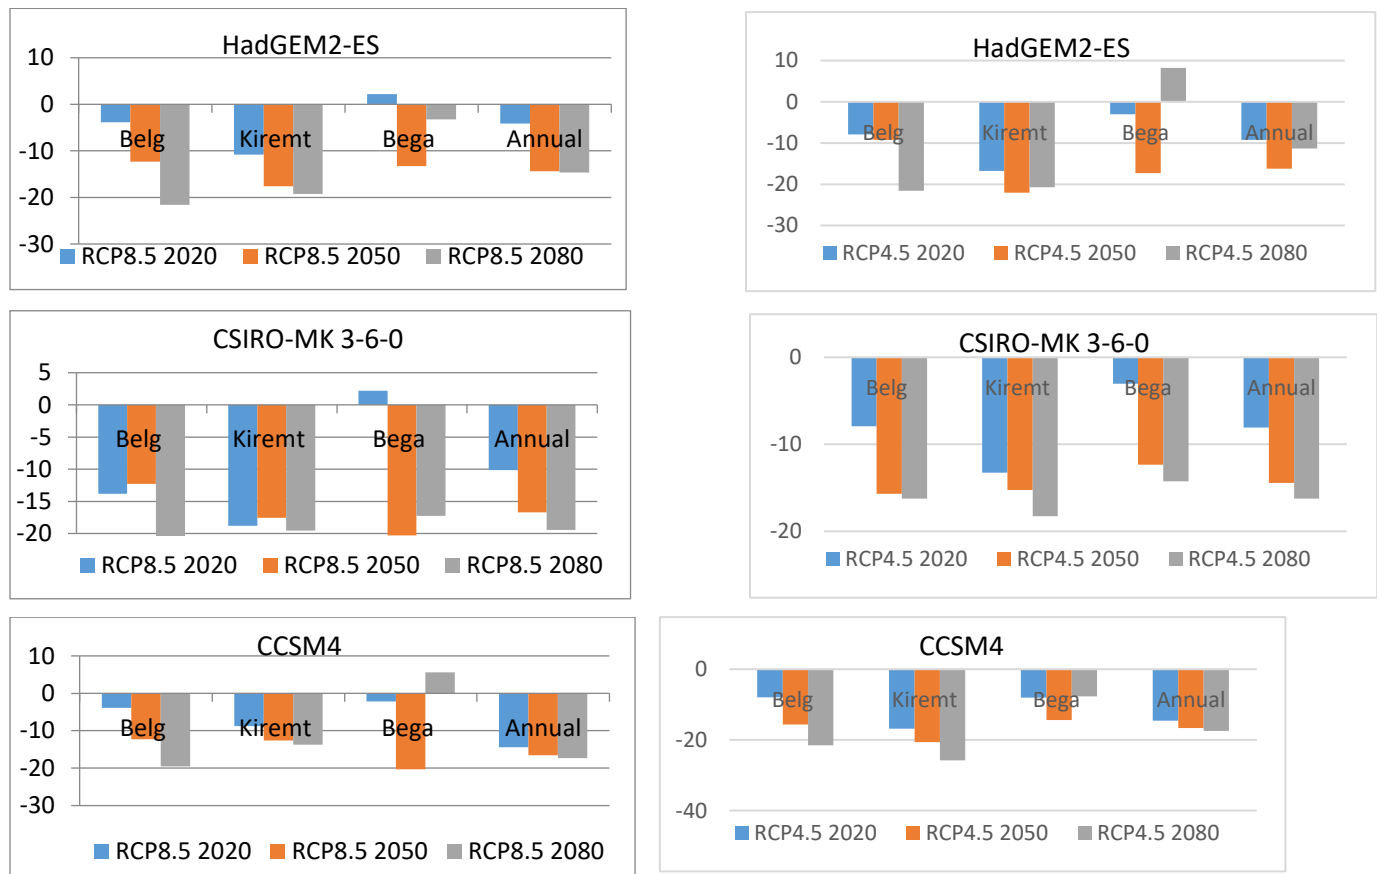 HadGEM2-ES
10
0
-10
-20
-30
Belg Kiremt Bega Annual
RCP8.5 2020 RCP8.5 2050 RCP8.5 2080
HadGEM2-ES
10
0
-10
-20
-30
Belg Kiremt Bega Annual
RCP4.5 2020 RCP4.5 2050 RCP4.5 2080
CSIRO-MK 3-6-0
5
0
-5
-10
-15
-20
Belg Kiremt Bega Annual
RCP8.5 2020 RCP8.5 2050 RCP8.5 2080
CSIRO-MK 3-6-0
0
-10
-20
Belg Kiremt Bega Annual
RCP4.5 2020 RCP4.5 2050 RCP4.5 2080
CCSM4
10
0
-10
-20
-30
Belg Kiremt Bega Annual
RCP8.5 2020 RCP8.5 2050 RCP8.5 2080
CCSM4
0
-20
-40
Belg Kiremt Bega Annual
RCP4.5 2020 RCP4.5 2050 RCP4.5 2080